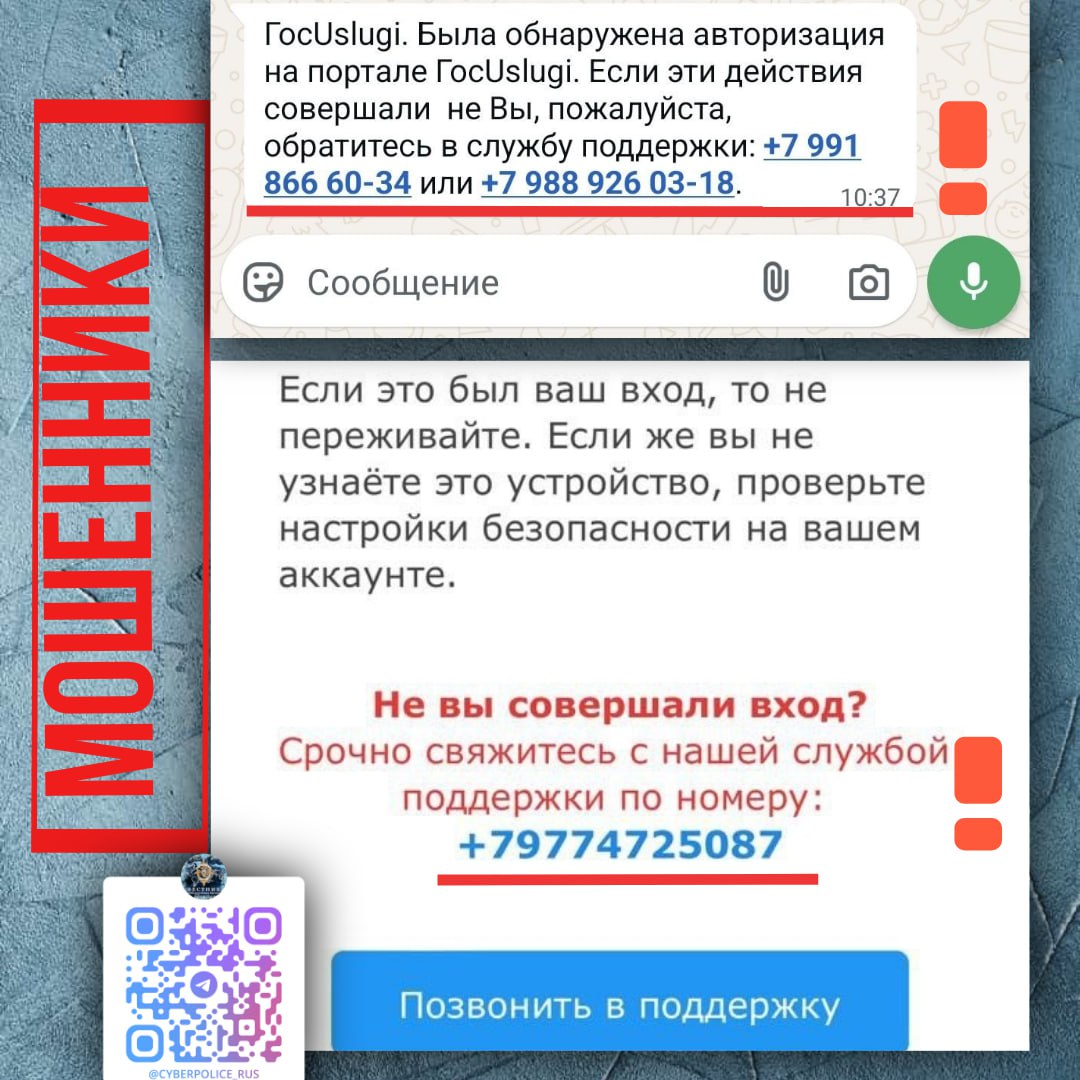 ГосUslugi. Была обнаружена авторизация
на портале ГосUslugi. Если эти действия
совершали не Вы, пожалуйста,
обратитесь в службу поддержки: +7 991
866 60-34 или +7 988 926 03-18.
10:37
Сообщение
МОШЕННИКИ
Если это был ваш вход, то не
переживайте. Если же вы не
узнаёте это устройство, проверьте
настройки безопасности на вашем
аккаунте.
Не вы совершали вход?
Срочно свяжитесь с нашей службой
поддержки по номеру:
+79774725087
Позвонить в поддержку
ВЕСТНИК
@CYBERPOLICE_RUS